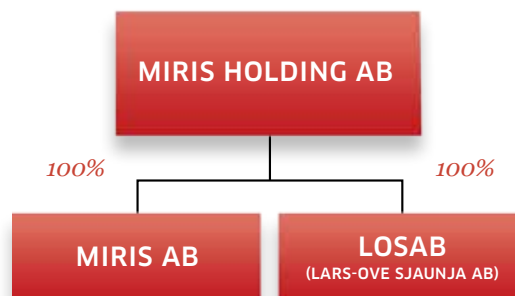 MIRIS HOLDING AB
100%
100%
MIRIS AB
LOSAB
(LARS-OVE SJAUNJA AB)